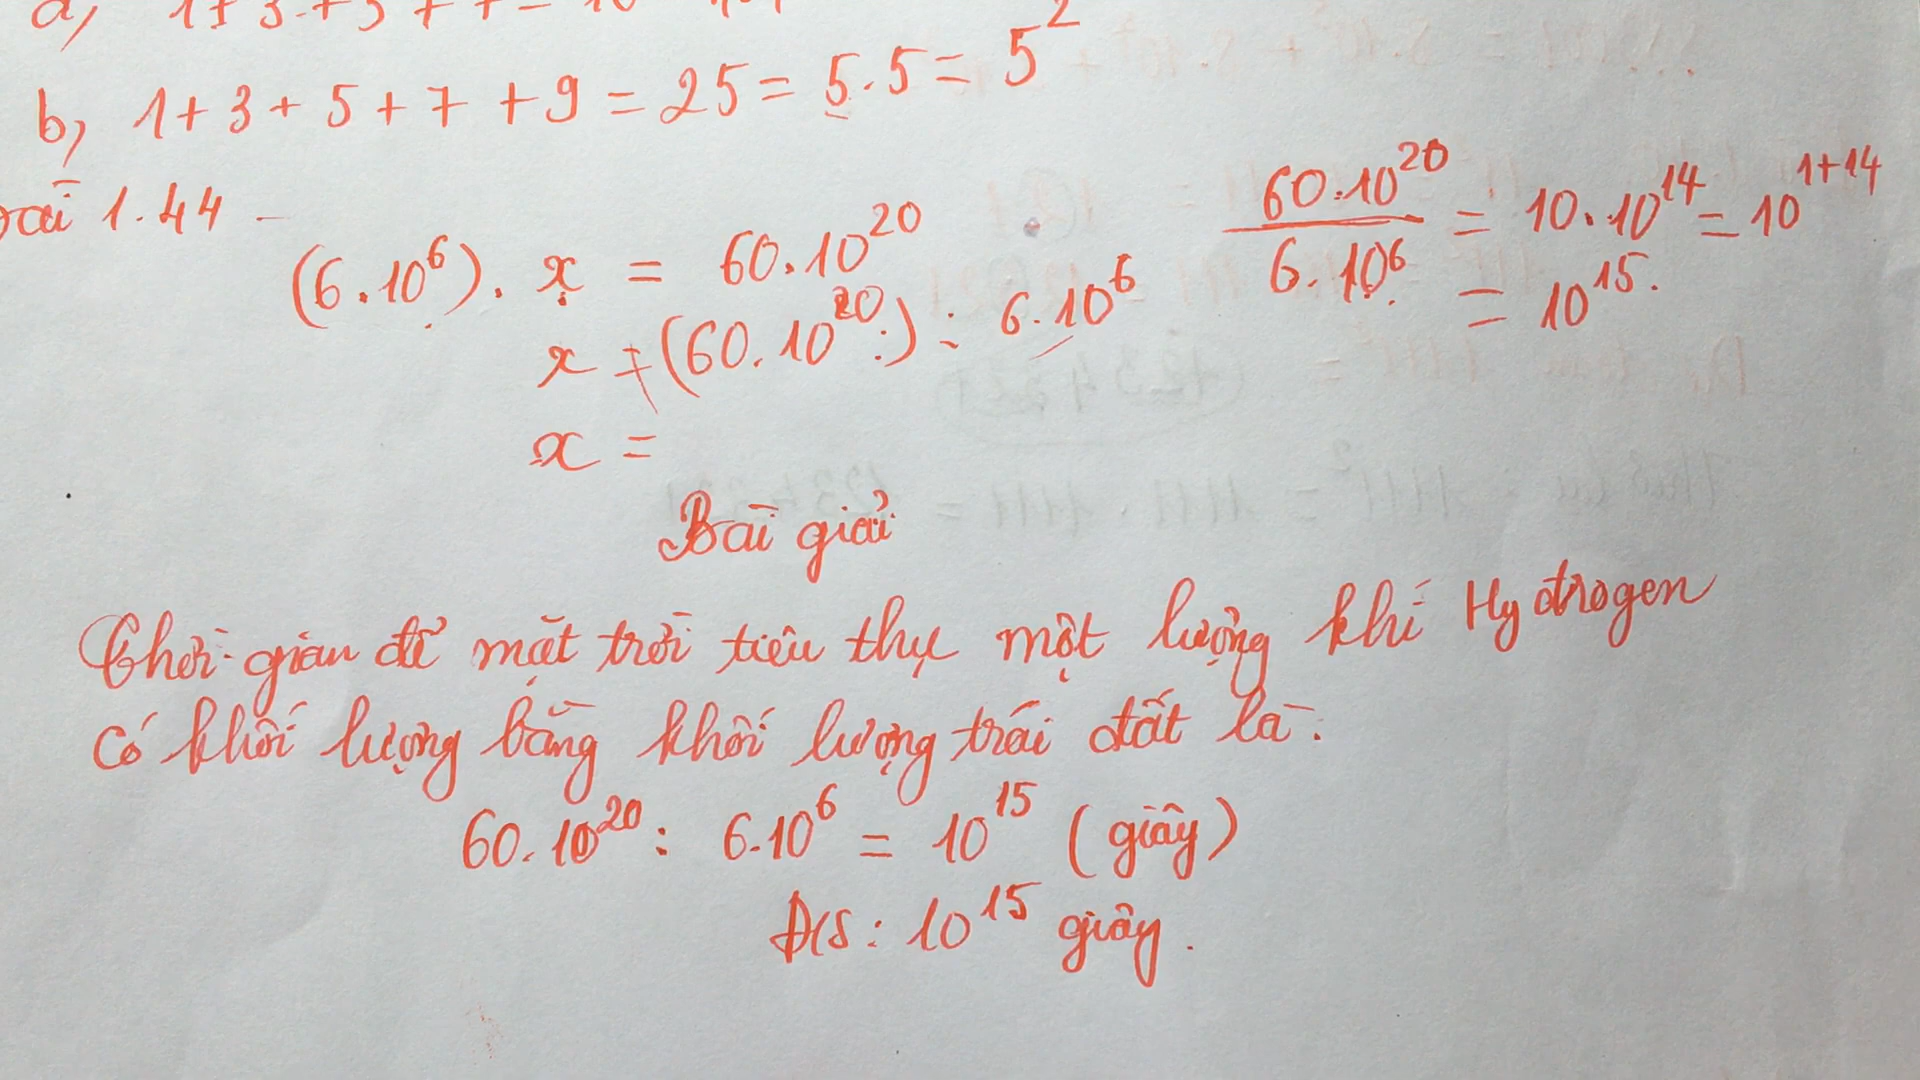 b) 1 + 3 + 5 + 7 + 9 = 25 = 5.5 = 5²
1.44
(6.10⁶). x = 60.10²⁰
x = (60.10²⁰:) : 6.10⁶
x =
60.10²⁰ / 6.10⁶ = 10.10¹⁴ = 10¹⁺¹⁴
= 10¹⁵.
Bài giải
Thời gian để mặt trời tiêu thụ một lượng khí Hydrogen
có khối lượng bằng khối lượng trái đất là:
60.10²⁰ : 6.10⁶ = 10¹⁵ (giây)
Đ/S: 10¹⁵ giây.